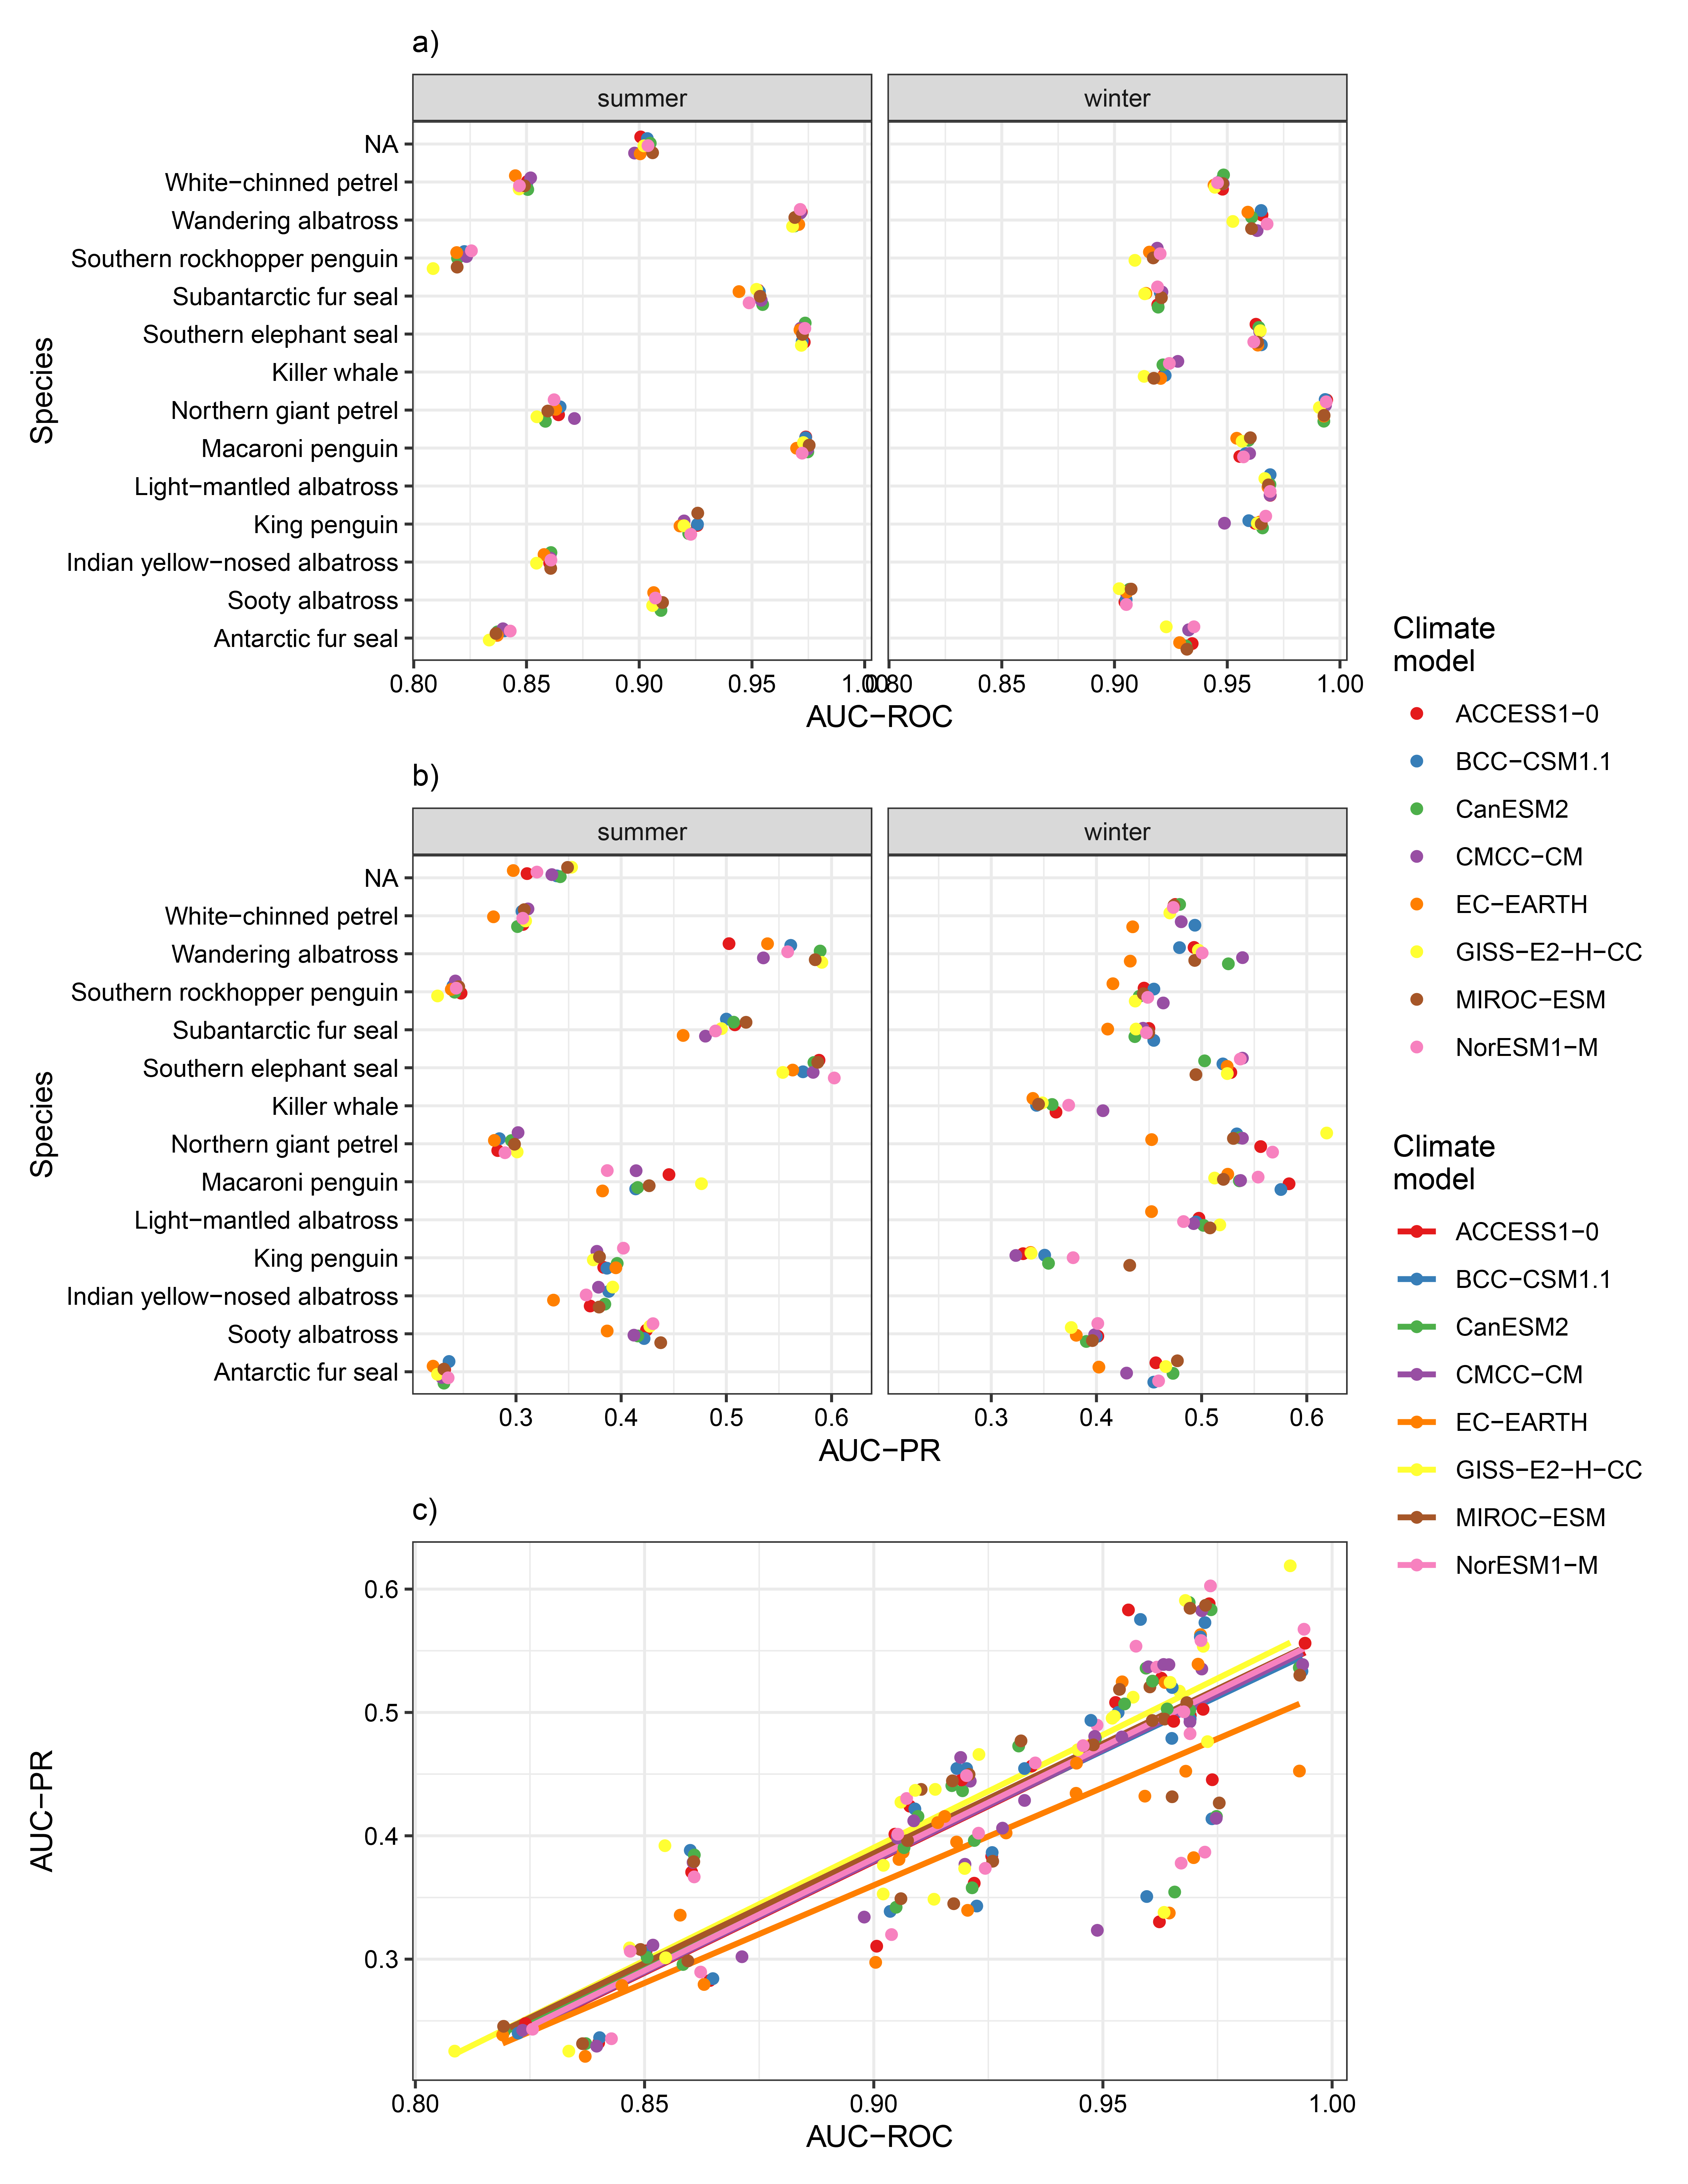 a)
summer winter
NA
White−chinned petrel
Wandering albatross
Southern rockhopper penguin
Subantarctic fur seal
Southern elephant seal
Killer whale
Northern giant petrel
Macaroni penguin
Light−mantled albatross
King penguin
Indian yellow−nosed albatross
Sooty albatross
Antarctic fur seal
Species
0.80 0.85 0.90 0.95 1.00 0.80 0.85 0.90 0.95 1.00
AUC−ROC
b)
summer winter
NA
White−chinned petrel
Wandering albatross
Southern rockhopper penguin
Subantarctic fur seal
Southern elephant seal
Killer whale
Northern giant petrel
Macaroni penguin
Light−mantled albatross
King penguin
Indian yellow−nosed albatross
Sooty albatross
Antarctic fur seal
Species
0.3 0.4 0.5 0.6 0.3 0.4 0.5 0.6
AUC−PR
c)
0.6
0.5
0.4
0.3
AUC−PR
0.80 0.85 0.90 0.95 1.00
AUC−ROC
Climate
model
ACCESS1−0
BCC−CSM1.1
CanESM2
CMCC−CM
EC−EARTH
GISS−E2−H−CC
MIROC−ESM
NorESM1−M
Climate
model
ACCESS1−0
BCC−CSM1.1
CanESM2
CMCC−CM
EC−EARTH
GISS−E2−H−CC
MIROC−ESM
NorESM1−M